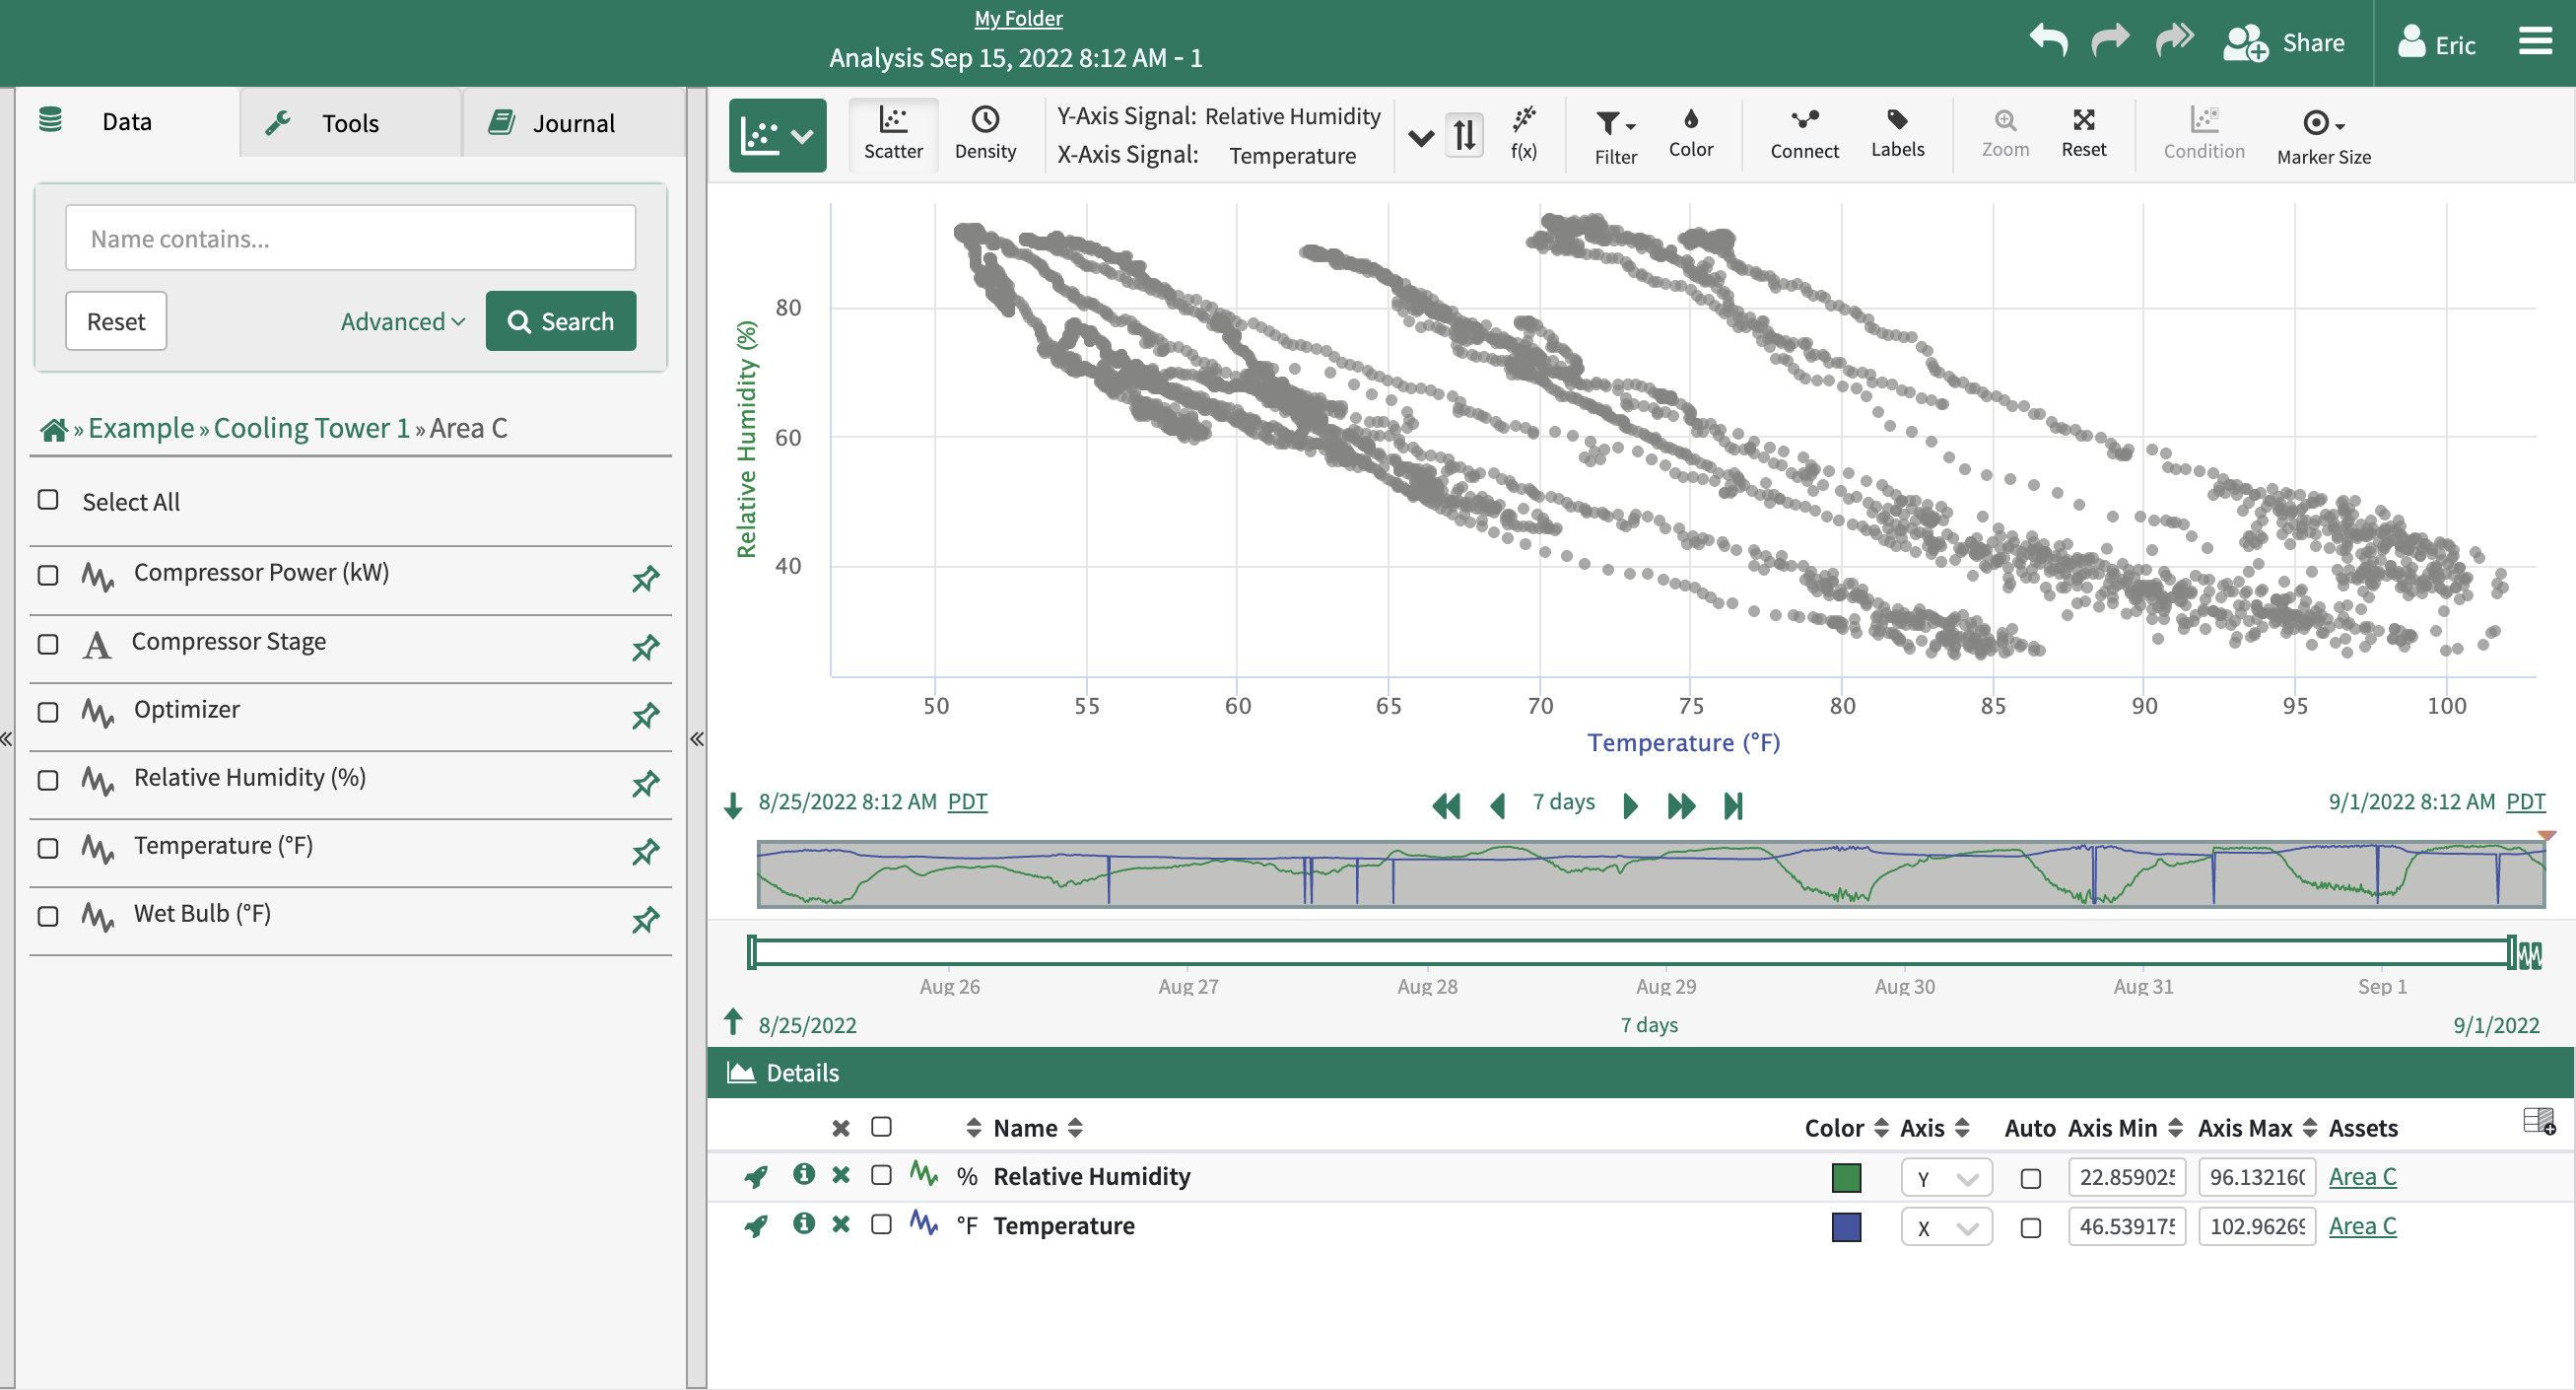 My Folder
Analysis Sep 15, 2022 8:12 AM - 1
Share
Eric
Data
Tools
Journal
Name contains...
Reset
Advanced
Search
» Example » Cooling Tower 1 » Area C
Select All
Compressor Power (kW)
A Compressor Stage
Optimizer
Relative Humidity (%)
Temperature (°F)
Wet Bulb (°F)
Scatter
Density
Y-Axis Signal: Relative Humidity
X-Axis Signal: Temperature
f(x)
Filter
Color
Connect
Labels
Zoom
Reset
Condition
Marker Size
Relative Humidity (%)
80
60
40
50 55 60 65 70 75 80 85 90 95 100
Temperature (°F)
8/25/2022 8:12 AM PDT
7 days
9/1/2022 8:12 AM PDT
Aug 26 Aug 27 Aug 28 Aug 29 Aug 30 Aug 31 Sep 1
8/25/2022
7 days
9/1/2022
Details
Name Color Axis Auto Axis Min Axis Max Assets
% Relative Humidity Y 22.859025 96.132160 Area C
°F Temperature X 46.539175 102.96269 Area C